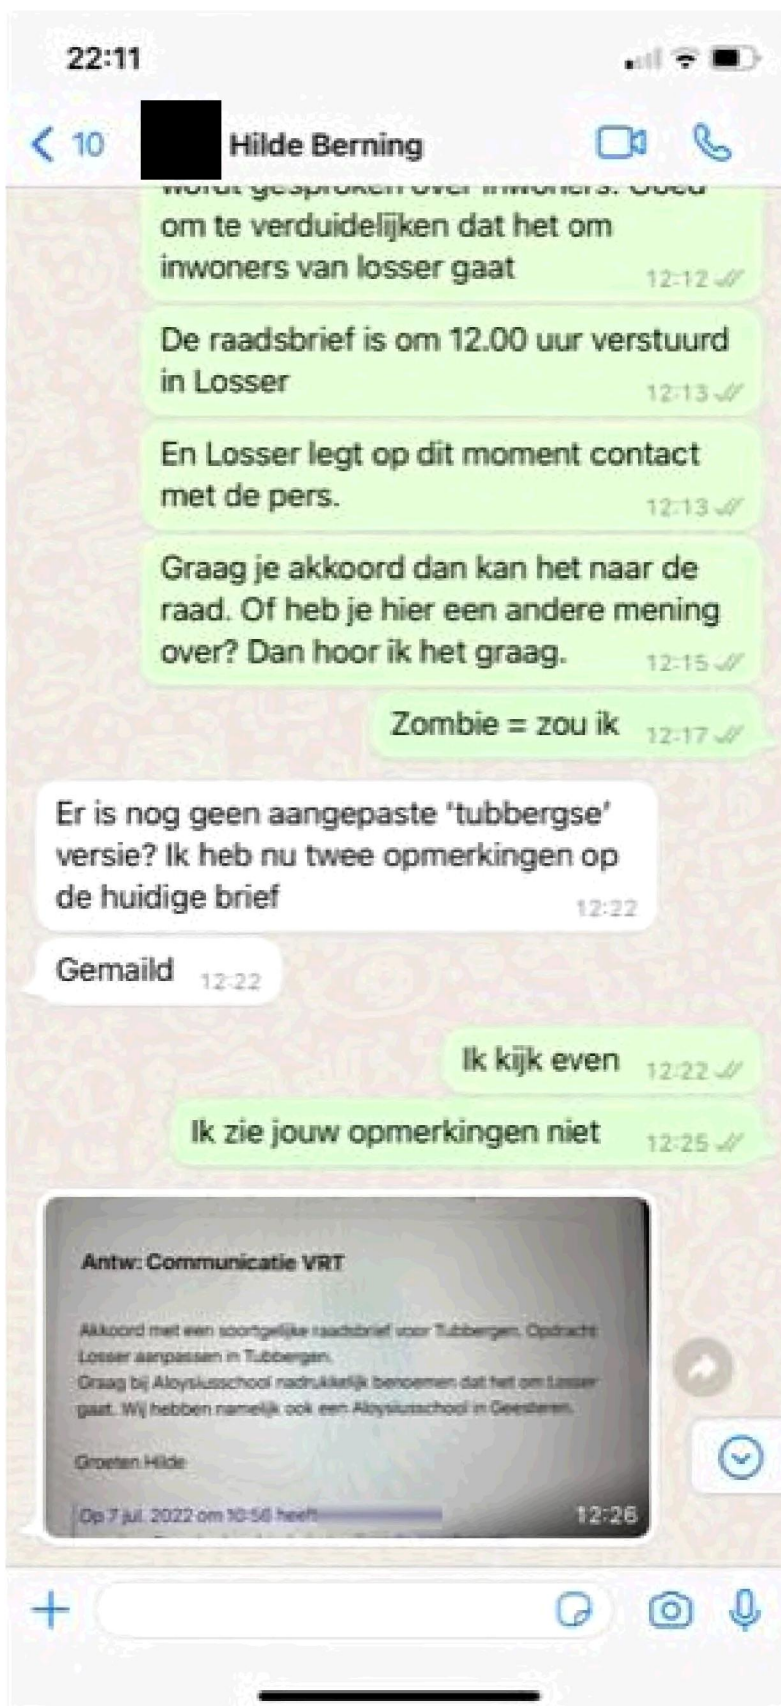 22:11
10 Hilde Berning
wordt gesproken over inwoners. Goed
om te verduidelijken dat het om
inwoners van losser gaat 12:12
De raadsbrief is om 12.00 uur verstuurd
in Losser 12:13
En Losser legt op dit moment contact
met de pers. 12:13
Graag je akkoord dan kan het naar de
raad. Of heb je hier een andere mening
over? Dan hoor ik het graag. 12:15
Zombie = zou ik 12:17
Er is nog geen aangepaste ‘tubbergse’
versie? Ik heb nu twee opmerkingen op
de huidige brief 12:22
Gemaild 12:22
Ik kijk even 12:22
Ik zie jouw opmerkingen niet 12:25
Antw: Communicatie VRT
Akkoord met een soortgelijke raadsbrief voor Tubbergen. Opdracht
Losser aanpassen in Tubbergen.
Graag bij Aloysiusschool nadrukkelijk benoemen dat het om Losser
gaat. Wij hebben namelijk ook een Aloysiusschool in Geesteren.
Groeten Hilde
Op 7 jul. 2022 om 10:56 heeft
12:26